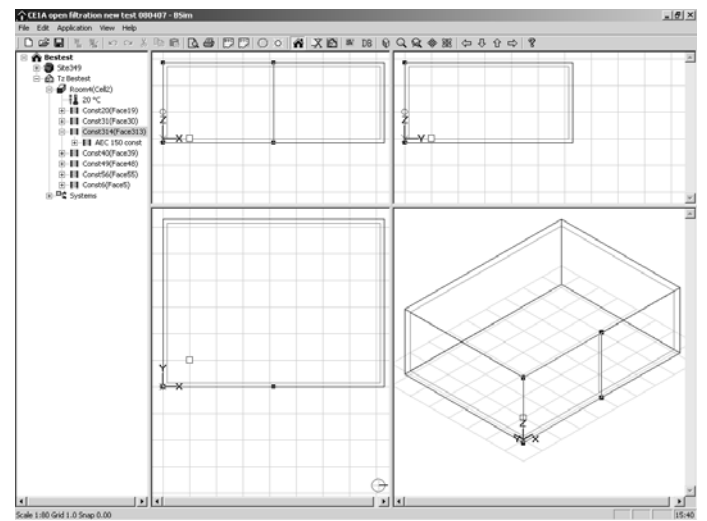 CE1A open filtration new test 080407 - BSim
File Edit Application View Help
Bestest
Site349
Tz Bestest
Room4(Cell2)
20 °C
Const20(Face19)
Const31(Face30)
Const314(Face313)
AEC 150 const
Const40(Face39)
Const49(Face48)
Const56(Face55)
Const6(Face5)
Systems
Z
X
Z
Y
Y
X
Z
Y X
Scale 1:80 Grid 1.0 Snap 0.00
15:40